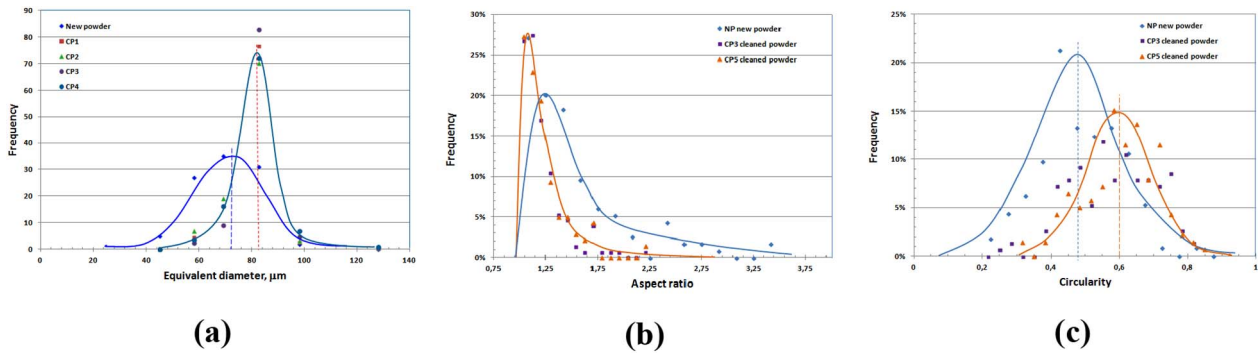 90
80
70
60
50
40
30
20
10
0
Frequency
New powder
CP1
CP2
CP3
CP4
0 20 40 60 80 100 120 140
Equivalent diameter, μm
(a)
30%
25%
20%
15%
10%
5%
0%
Frequency
NP new powder
CP3 cleaned powder
CP5 cleaned powder
0,75 1,25 1,75 2,25 2,75 3,25 3,75
Aspect ratio
(b)
25%
20%
15%
10%
5%
0%
Frequency
NP new powder
CP3 cleaned powder
CP5 cleaned powder
0 0,2 0,4 0,6 0,8 1
Circularity
(c)